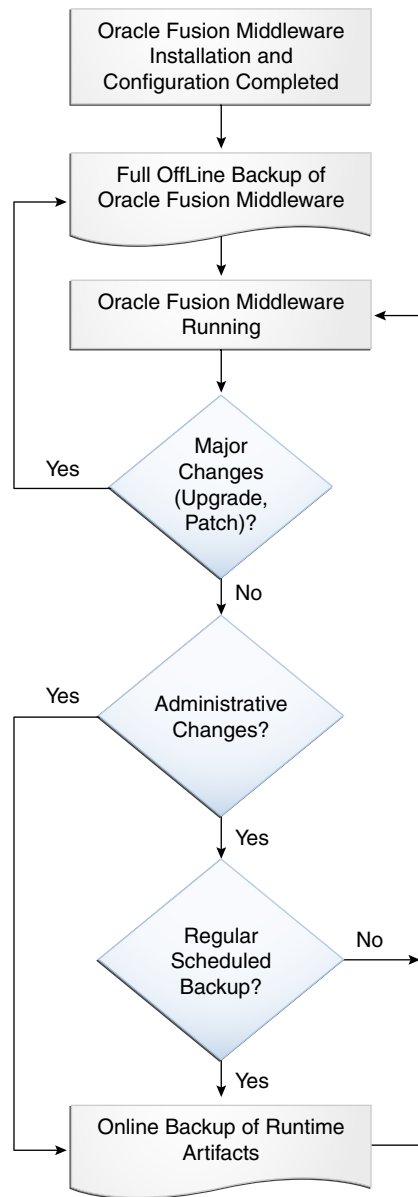 Oracle Fusion Middleware
Installation and
Configuration Completed
Full OffLine Backup of
Oracle Fusion Middleware
Oracle Fusion Middleware
Running
Major
Changes
(Upgrade,
Patch)?
Yes
No
Administrative
Changes?
Yes
Yes
Regular
Scheduled
Backup?
No
Yes
Online Backup of Runtime
Artifacts